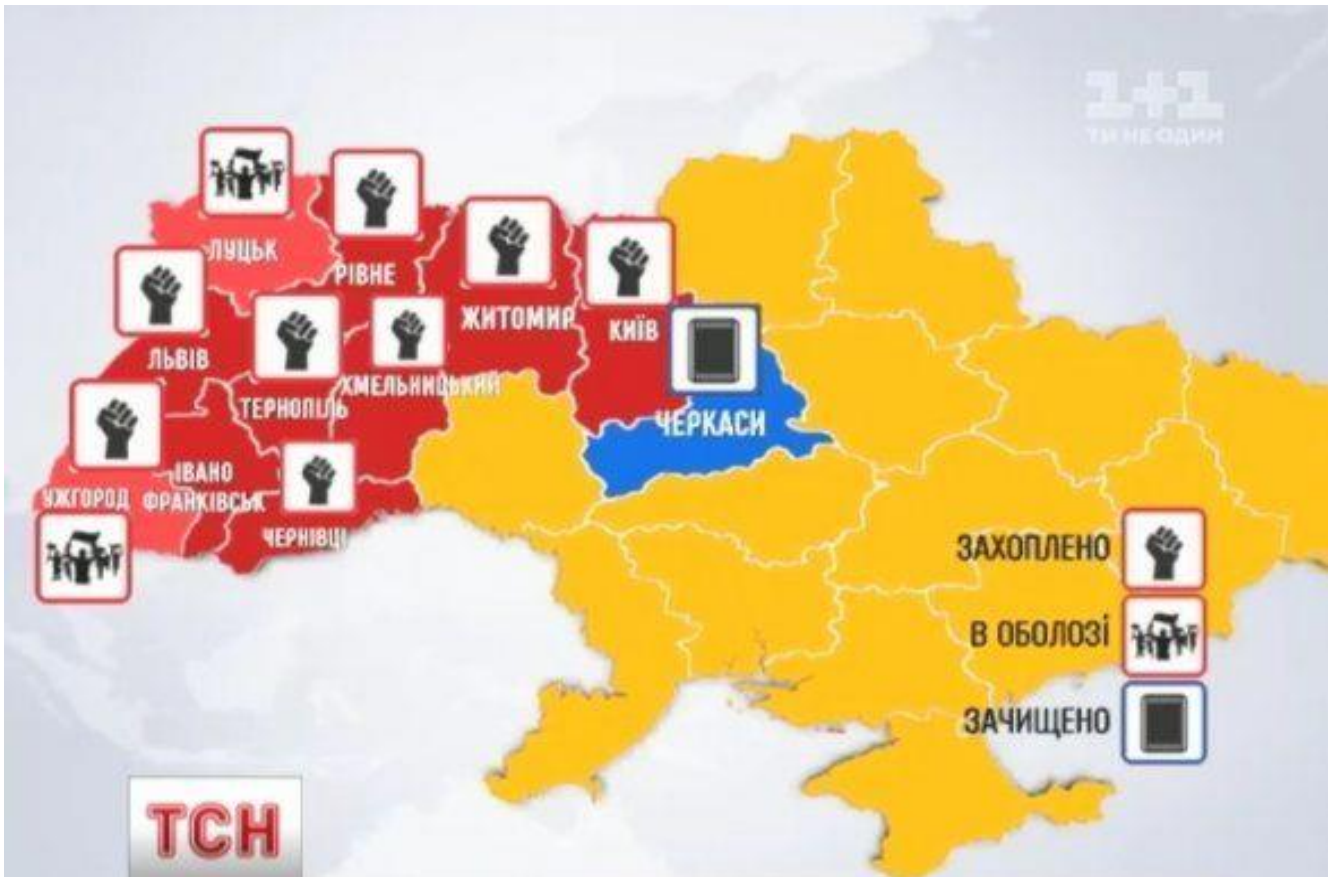 1+1
ТИ НЕ ОДИН
ЛУЦЬК
РІВНЕ
ЖИТОМИР
КИЇВ
ЛЬВІВ
ТЕРНОПІЛЬ
ХМЕЛЬНИЦЬКИЙ
ЧЕРКАСИ
УЖГОРОД
ІВАНО
ФРАНКІВСЬК
ЧЕРНІВЦІ
ЗАХОПЛЕНО
В ОБОЛОЗІ
ЗАЧИЩЕНО
ТСН